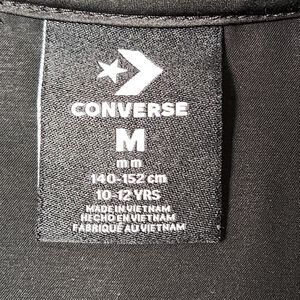 CONVERSE
M
mm
140-152 cm
10-12 YRS
MADE IN VIETNAM
HECHO EN VIETNAM
FABRIQUÉ AU VIETNAM